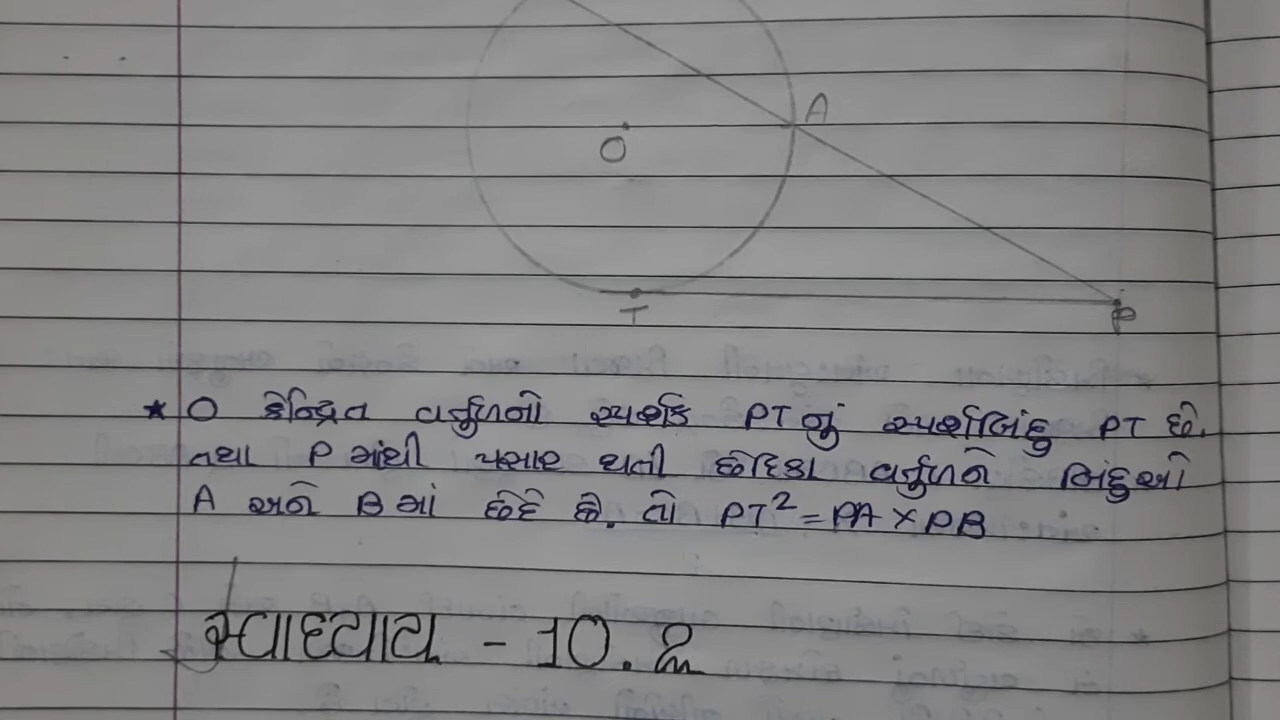 A
O
T
P
* O કેન્દ્રિત વર્તુળનો સ્પર્શક PT નું સ્પર્શબિંદુ PT છે.
તથા P માંથી પસાર થતી છેદિકા વર્તુળને બિંદુઓ
A અને B માં છેદે છે. તો PT² = PA × PB
સ્વાધ્યાય - 10.2